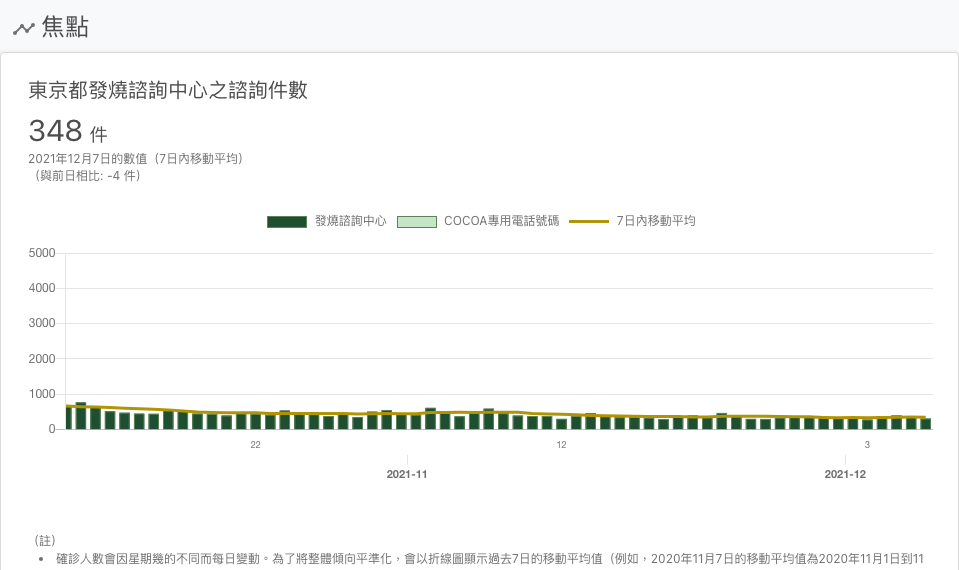 焦點
東京都發燒諮詢中心之諮詢件數
348 件
2021年12月7日的數值（7日內移動平均）
（與前日相比: -4 件）
發燒諮詢中心 COCOA專用電話號碼 7日內移動平均
5000
4000
3000
2000
1000
0
22 12 3
2021-11 2021-12
（註）
• 確診人數會因星期幾的不同而每日變動。為了將整體傾向平準化，會以折線圖顯示過去7日的移動平均值（例如，2020年11月7日的移動平均值為2020年11月1日到11